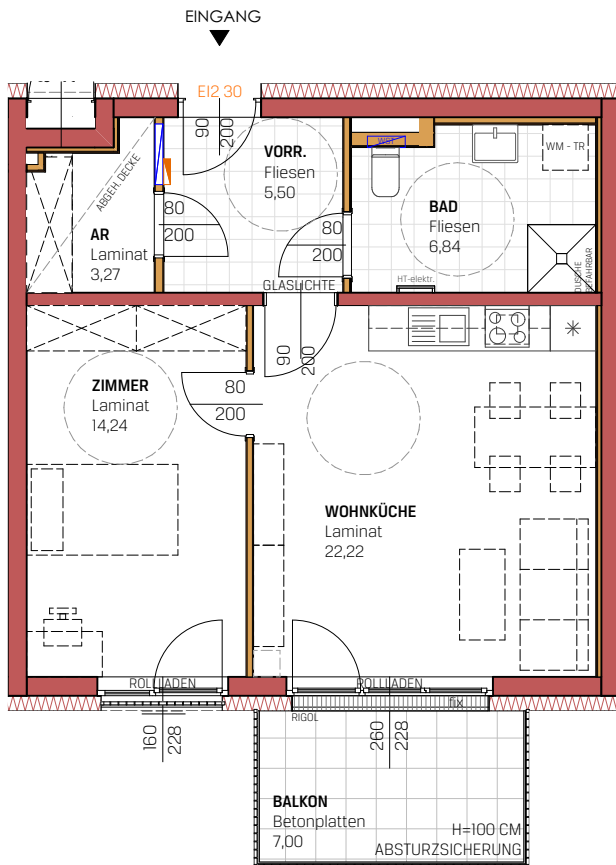 EINGANG
EI2 30
90
200
VORR.
Fliesen
5,50
WM - TR
ABGEH. DECKE
AR
Laminat
3,27
80
200
80
200
BAD
Fliesen
6,84
HT-elektr.
DUSCHE
GLASLICHTE
90
200
ZIMMER
Laminat
14,24
80
200
WOHNKÜCHE
Laminat
22,22
ROLLLADEN
ROLLLADEN
fix
RIGOL
160
228
260
228
BALKON
Betonplatten
7,00
H=100 CM
ABSTURZSICHERUNG